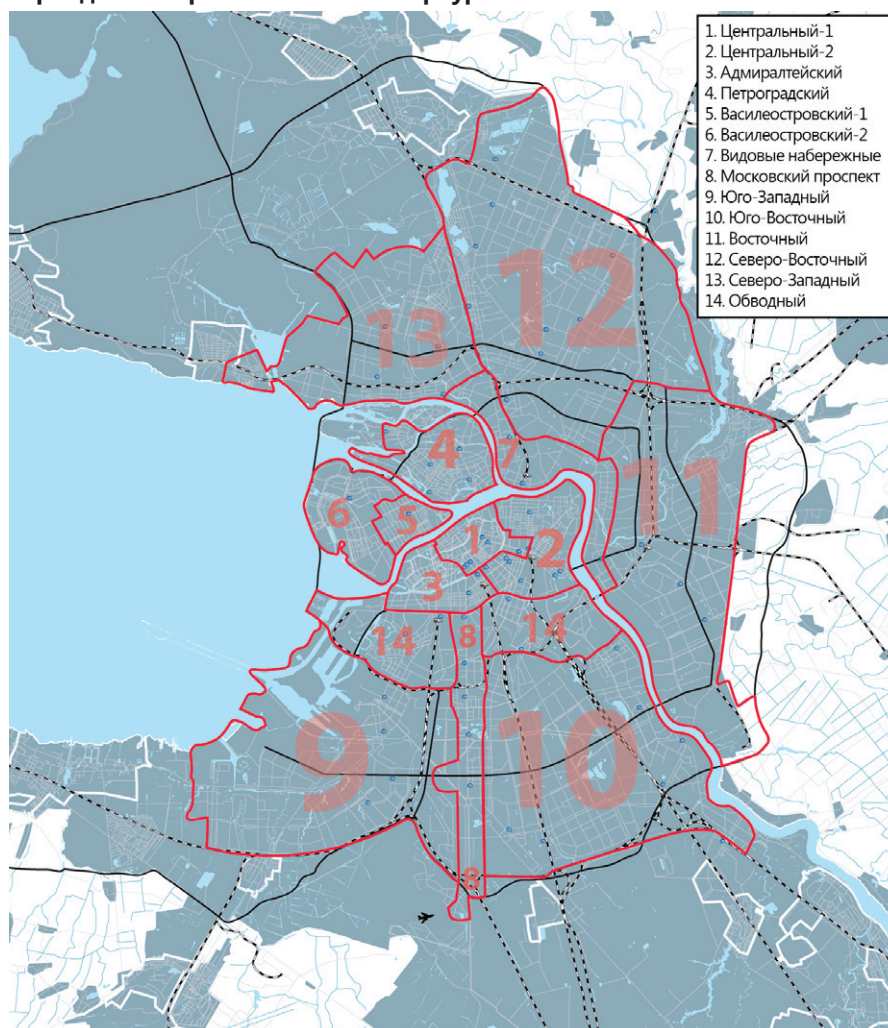 1. Центральный-1
2. Центральный-2
3. Адмиралтейский
4. Петроградский
5. Василеостровский-1
6. Василеостровский-2
7. Видовые набережные
8. Московский проспект
9. Юго-Западный
10. Юго-Восточный
11. Восточный
12. Северо-Восточный
13. Северо-Западный
14. Обводный
12
13
4
7
11
6
5
1
2
3
14
8
14
9
10
8